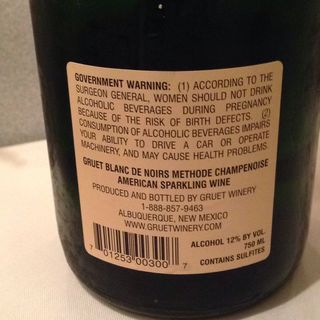 GOVERNMENT WARNING: (1) ACCORDING TO THE
SURGEON GENERAL, WOMEN SHOULD NOT DRINK
ALCOHOLIC BEVERAGES DURING PREGNANCY
BECAUSE OF THE RISK OF BIRTH DEFECTS. (2)
CONSUMPTION OF ALCOHOLIC BEVERAGES IMPAIRS
YOUR ABILITY TO DRIVE A CAR OR OPERATE
MACHINERY, AND MAY CAUSE HEALTH PROBLEMS.
GRUET BLANC DE NOIRS METHODE CHAMPENOISE
AMERICAN SPARKLING WINE
PRODUCED AND BOTTLED BY GRUET WINERY
1-888-857-9463
ALBUQUERQUE, NEW MEXICO
WWW.GRUETWINERY.COM
ALCOHOL 12% BY VOL.
750 ML
CONTAINS SULFITES
7 01253 00300 7